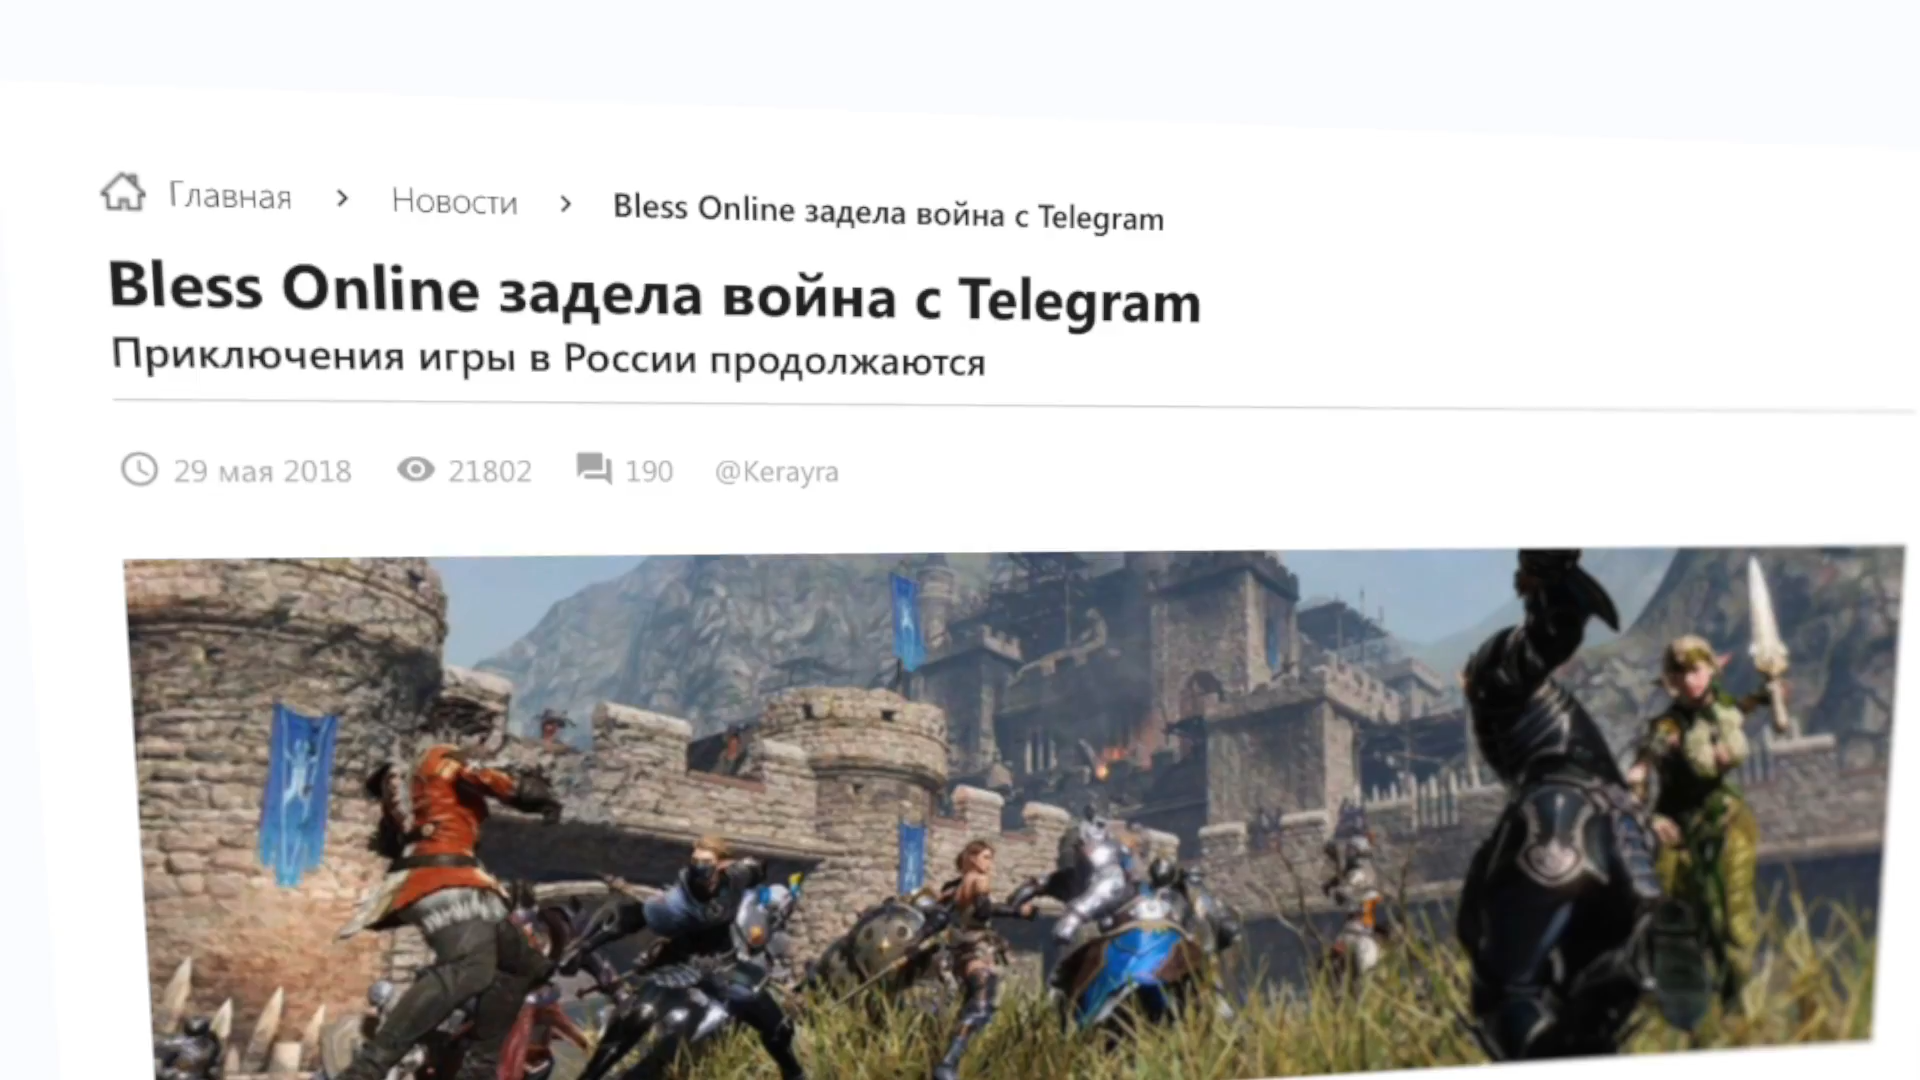 Главная > Новости > Bless Online задела война с Telegram
Bless Online задела война с Telegram
Приключения игры в России продолжаются
29 мая 2018 21802 190 @Kerayra